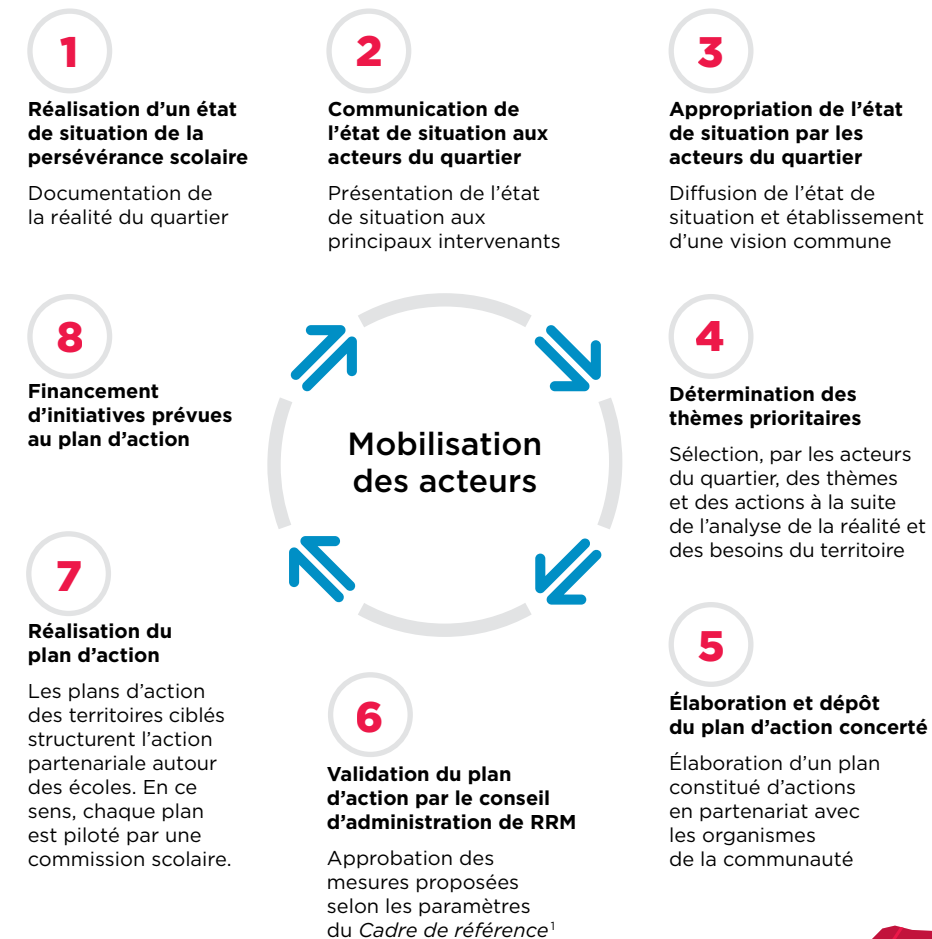 1
Réalisation d’un état
de situation de la
persévérance scolaire
Documentation de
la réalité du quartier
2
Communication de
l’état de situation aux
acteurs du quartier
Présentation de l’état
de situation aux
principaux intervenants
3
Appropriation de l’état
de situation par les
acteurs du quartier
Diffusion de l’état de
situation et établissement
d’une vision commune
4
Détermination des
thèmes prioritaires
Sélection, par les acteurs
du quartier, des thèmes
et des actions à la suite
de l’analyse de la réalité et
des besoins du territoire
5
Élaboration et dépôt
du plan d’action concerté
Élaboration d’un plan
constitué d’actions
en partenariat avec
les organismes
de la communauté
6
Validation du plan
d’action par le conseil
d’administration de RRM
Approbation des
mesures proposées
selon les paramètres
du Cadre de référence¹
7
Réalisation du
plan d’action
Les plans d’action
des territoires ciblés
structurent l’action
partenariale autour
des écoles. En ce
sens, chaque plan
est piloté par une
commission scolaire.
8
Financement
d’initiatives prévues
au plan d’action
Mobilisation
des acteurs